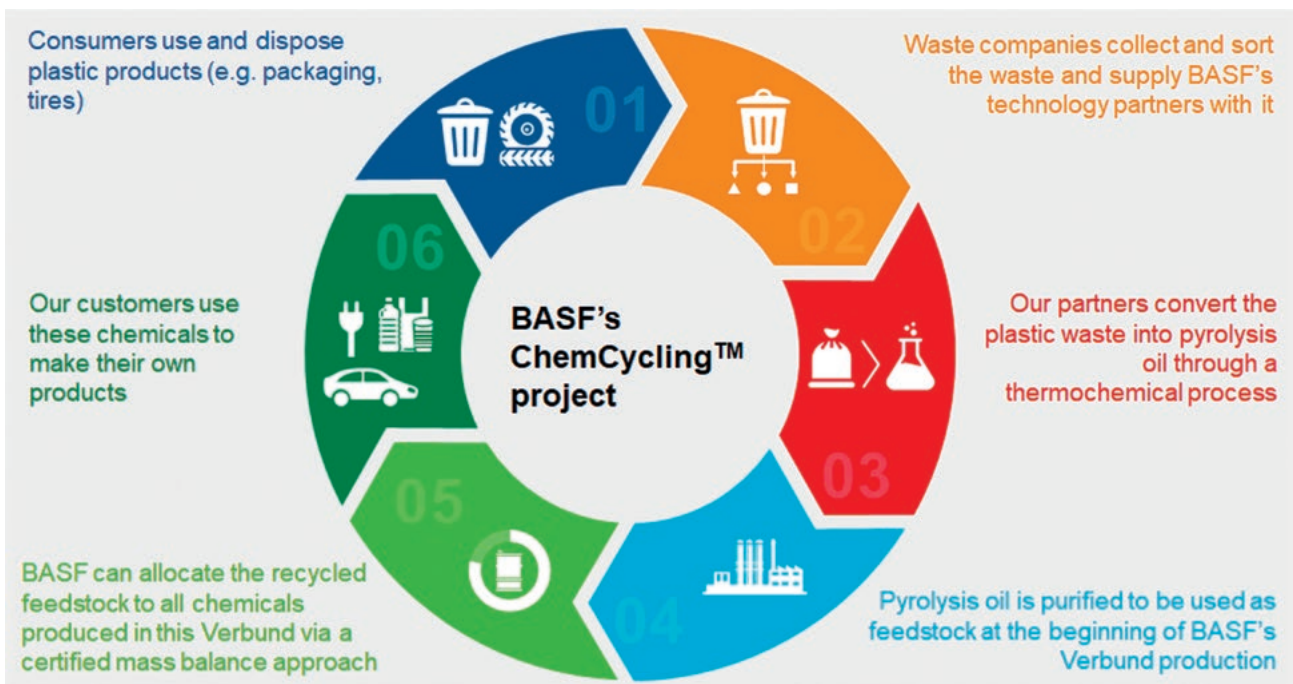 Consumers use and dispose
plastic products (e.g. packaging,
tires)
01
Waste companies collect and sort
the waste and supply BASF's
technology partners with it
02
Our partners convert the
plastic waste into pyrolysis
oil through a
thermochemical process
03
Pyrolysis oil is purified to be used as
feedstock at the beginning of BASF's
Verbund production
04
BASF can allocate the recycled
feedstock to all chemicals
produced in this Verbund via a
certified mass balance approach
05
Our customers use
these chemicals to
make their own
products
06
BASF's
ChemCycling™
project